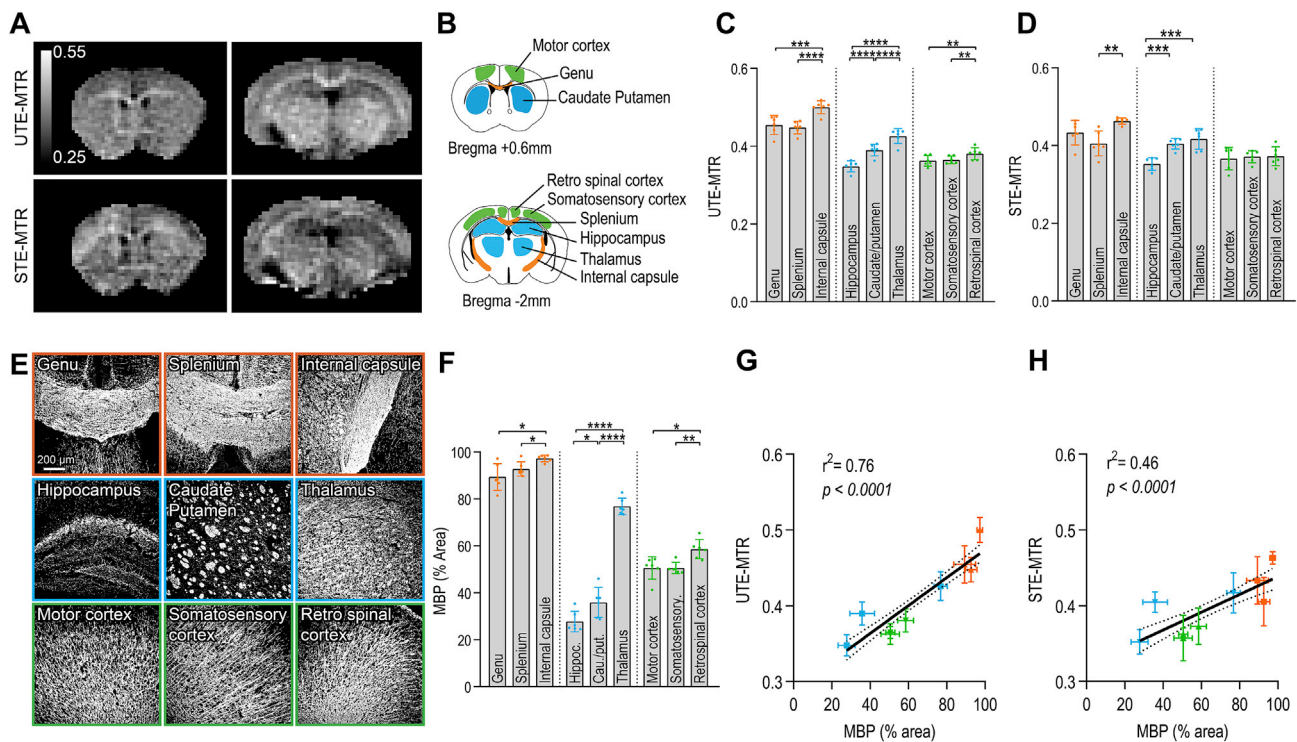 A
UTE-MTR
0.55
0.25
STE-MTR
B
Motor cortex
Genu
Caudate Putamen
Bregma +0.6mm
Retro spinal cortex
Somatosensory cortex
Splenium
Hippocampus
Thalamus
Internal capsule
Bregma -2mm
C
*** **** **** **** **** ** **
UTE-MTR
0.6
0.4
0.2
0.0
Genu
Splenium
Internal capsule
Hippocampus
Caudate/putamen
Thalamus
Motor cortex
Somatosensory cortex
Retrospinal cortex
D
** *** ***
STE-MTR
0.6
0.4
0.2
0.0
Genu
Splenium
Internal capsule
Hippocampus
Caudate/putamen
Thalamus
Motor cortex
Somatosensory cortex
Retrospinal cortex
E
Genu
200 µm
Splenium
Internal capsule
Hippocampus
Caudate
Putamen
Thalamus
Motor cortex
Somatosensory
cortex
Retro spinal
cortex
F
* * **** * **** * **
MBP (% Area)
100
80
60
40
20
0
Genu
Splenium
Internal capsule
Hippoc.
Cau./put.
Thalamus
Motor cortex
Somatosensory.
Retrospinal cortex
G
r²= 0.76
p < 0.0001
UTE-MTR
0.6
0.5
0.4
0.3
0 20 40 60 80 100
MBP (% area)
H
r²= 0.46
p < 0.0001
STE-MTR
0.6
0.5
0.4
0.3
0 20 40 60 80 100
MBP (% area)